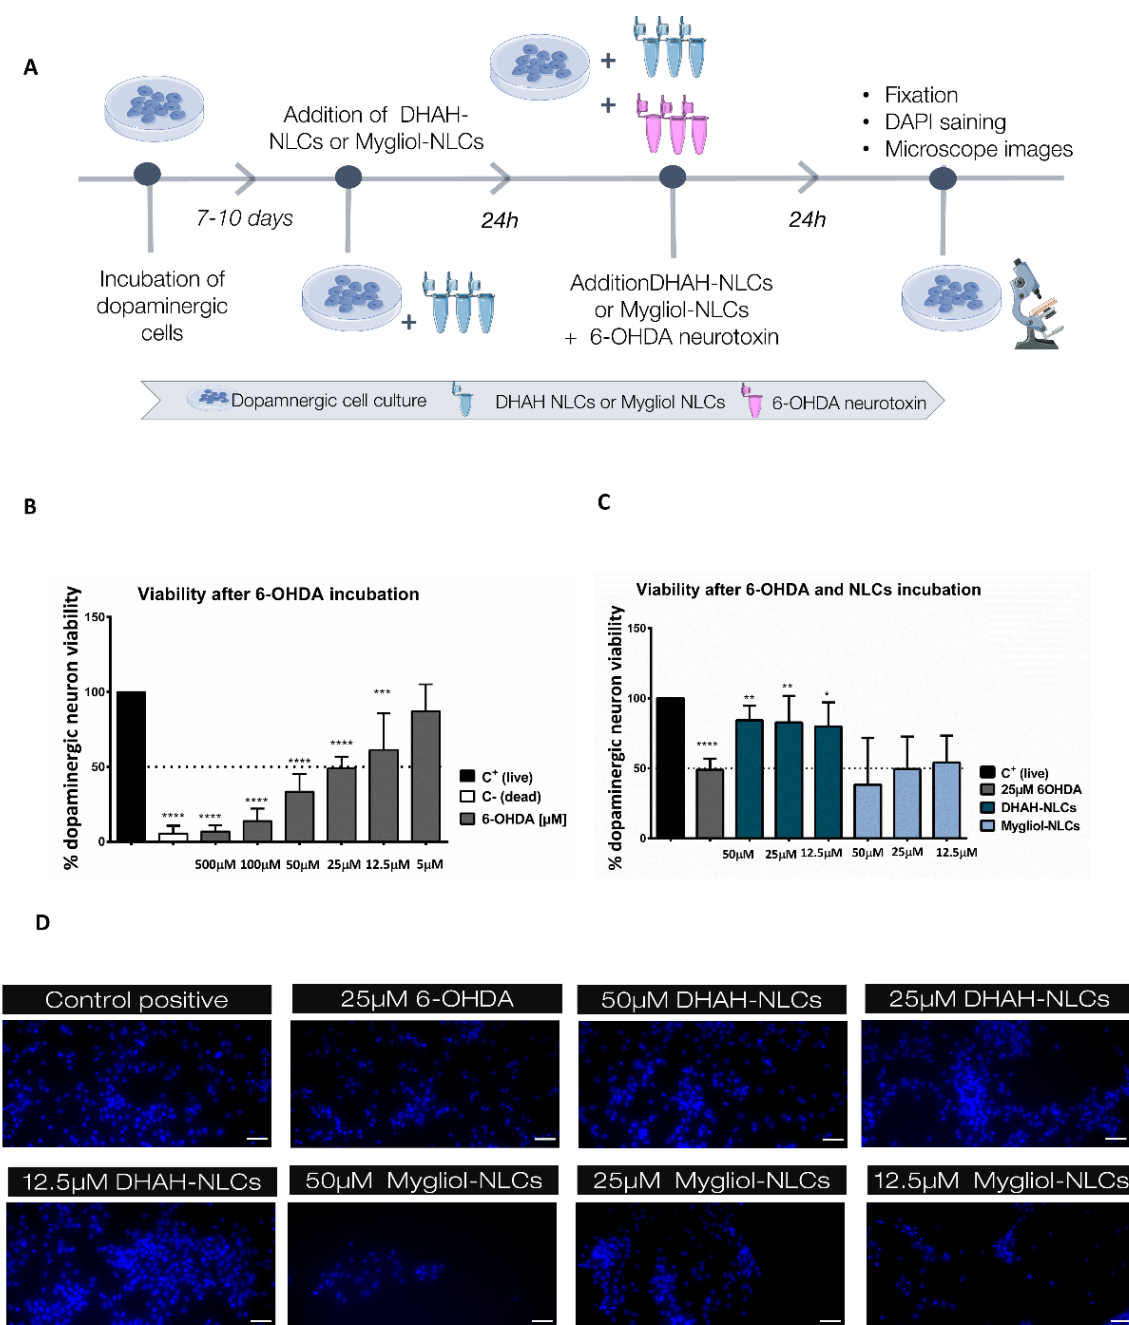 A
Addition of DHAH-
NLCs or Mygliol-NLCs
+
+
• Fixation
• DAPI saining
• Microscope images
7-10 days
24h
24h
Incubation of
dopaminergic
cells
+
AdditionDHAH-NLCs
or Mygliol-NLCs
+ 6-OHDA neurotoxin
Dopamnergic cell culture
DHAH NLCs or Mygliol NLCs
6-OHDA neurotoxin
B
Viability after 6-OHDA incubation
% dopaminergic neuron viability
150
100
50
0
****
****
****
****
****
***
500µM 100µM 50µM 25µM 12.5µM 5µM
C⁺ (live)
C- (dead)
6-OHDA [µM]
C
Viability after 6-OHDA and NLCs incubation
% dopaminergic neuron viability
150
100
50
0
****
**
**
*
50µM 25µM 12.5µM 50µM 25µM 12.5µM
C⁺ (live)
25µM 6OHDA
DHAH-NLCs
Mygliol-NLCs
D
Control positive
25µM 6-OHDA
50µM DHAH-NLCs
25µM DHAH-NLCs
12.5µM DHAH-NLCs
50µM Mygliol-NLCs
25µM Mygliol-NLCs
12.5µM Mygliol-NLCs